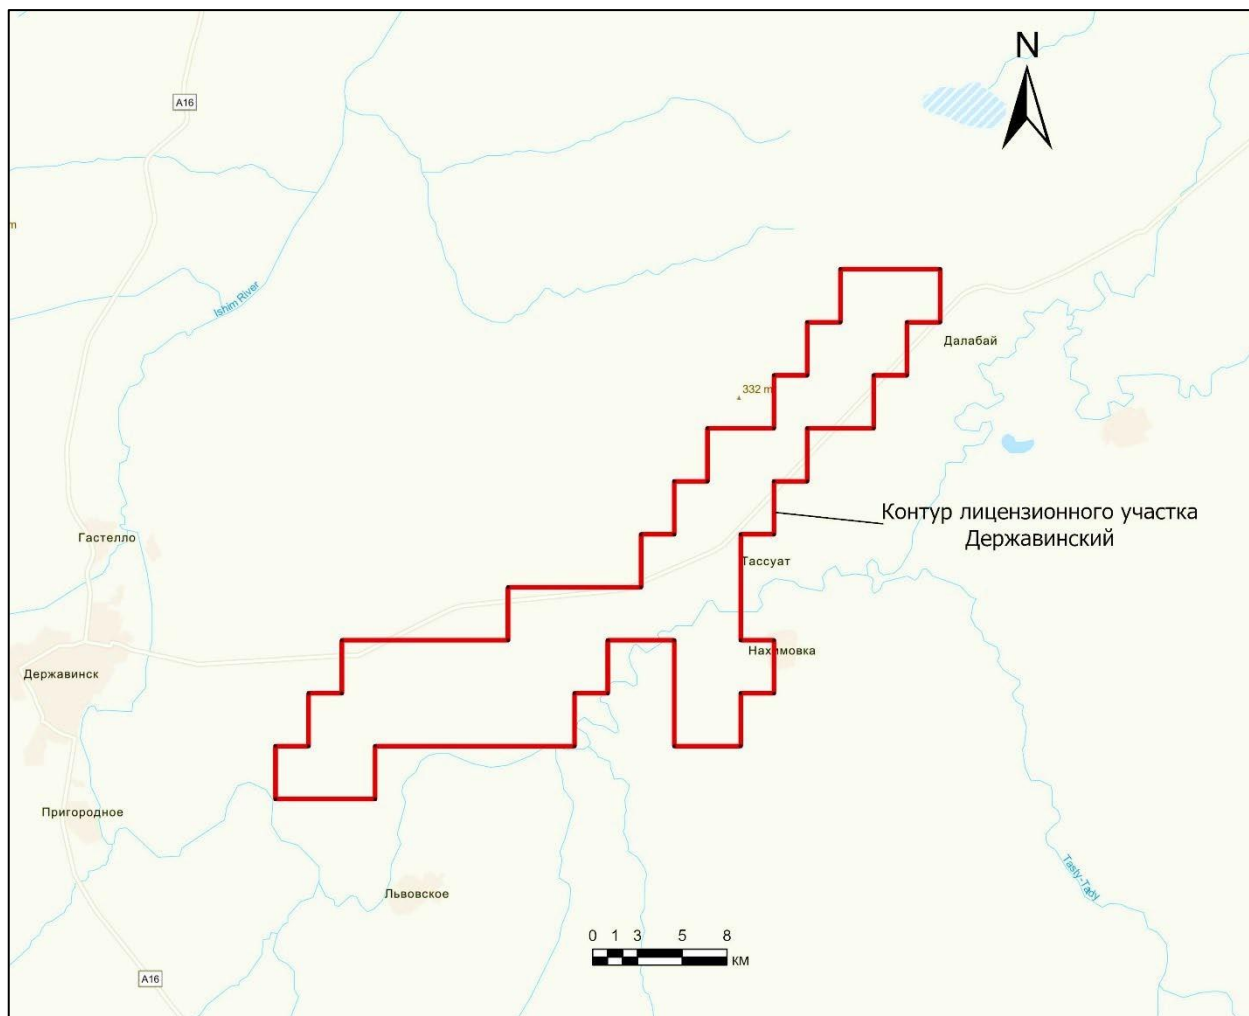 N
A16
m
Ishim River
Далабай
332 m
Контур лицензионного участка
Державинский
Гастелло
Тассуат
Нахимовка
Державинск
Пригородное
Tasty-Tady
Львовское
0 1 3 5 8
КМ
A16